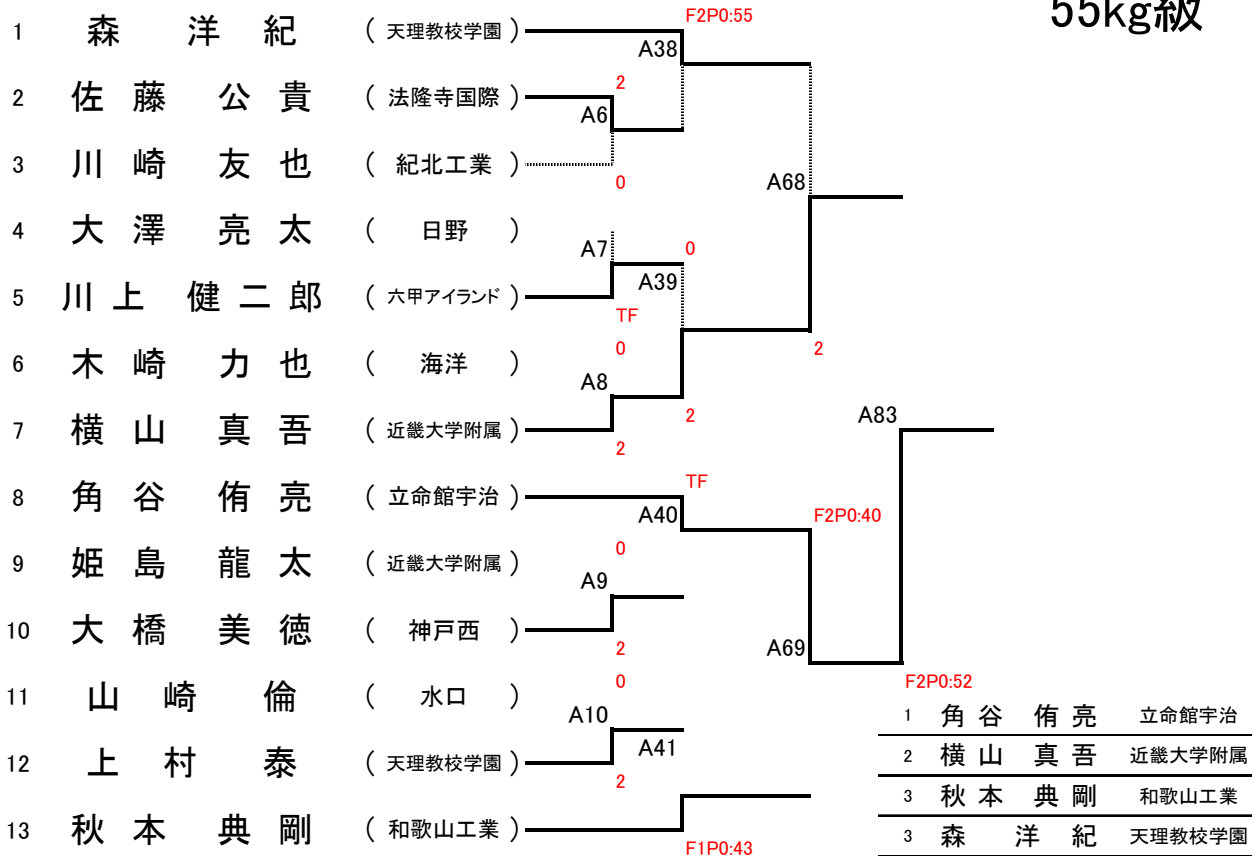 55kg級
F2P0:55
1 森 洋 紀 ( 天理教校学園 )
A38
2
2 佐 藤 公 貴 ( 法隆寺国際 )
A6
3 川 崎 友 也 ( 紀北工業 )
0
A68
4 大 澤 亮 太 ( 日野 )
A7
0
A39
5 川 上 健 二 郎 ( 六甲アイランド )
TF
0
2
6 木 崎 力 也 ( 海洋 )
A8
2
A83
7 横 山 真 吾 ( 近畿大学附属 )
2
TF
8 角 谷 侑 亮 ( 立命館宇治 )
A40
F2P0:40
0
9 姫 島 龍 太 ( 近畿大学附属 )
A9
10 大 橋 美 徳 ( 神戸西 )
2
A69
0
F2P0:52
11 山 崎 倫 ( 水口 )
A10
A41
12 上 村 泰 ( 天理教校学園 )
2
13 秋 本 典 剛 ( 和歌山工業 )
F1P0:43
1 角 谷 侑 亮 立命館宇治
2 横 山 真 吾 近畿大学附属
3 秋 本 典 剛 和歌山工業
3 森 洋 紀 天理教校学園